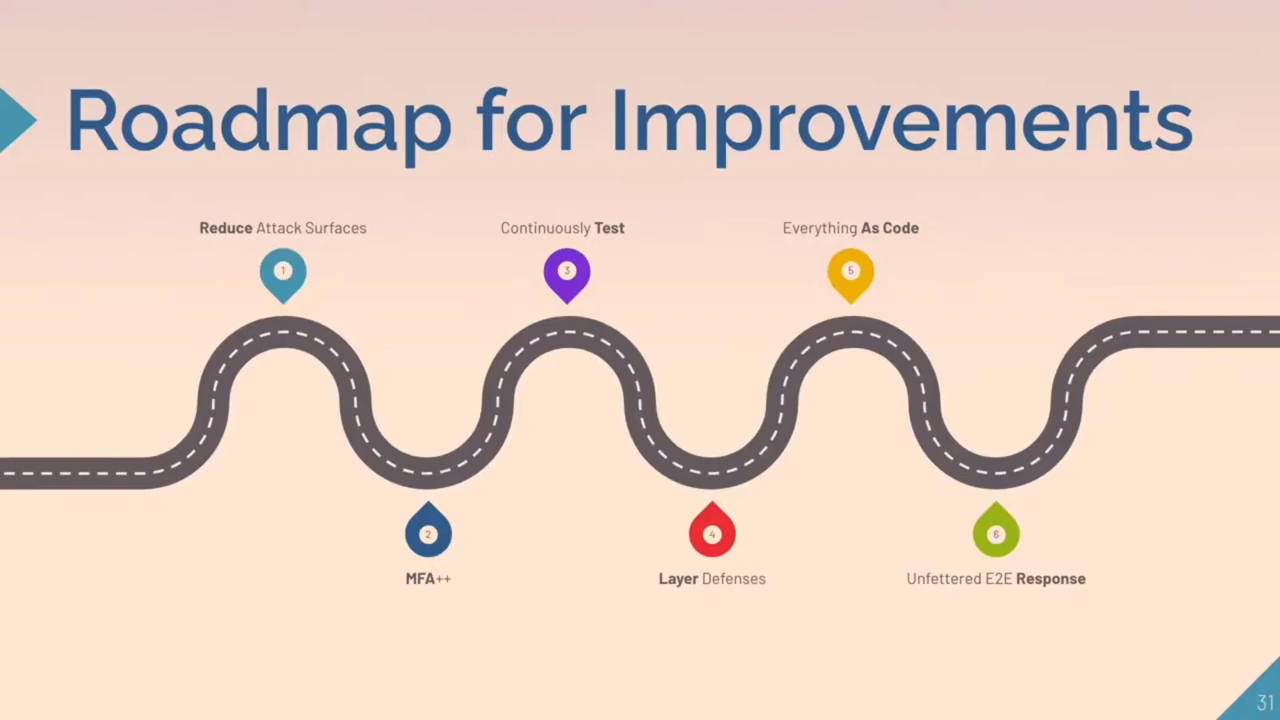 Roadmap for Improvements
Reduce Attack Surfaces
Continuously Test
Everything As Code
1
3
5
2
4
6
MFA++
Layer Defenses
Unfettered E2E Response
31